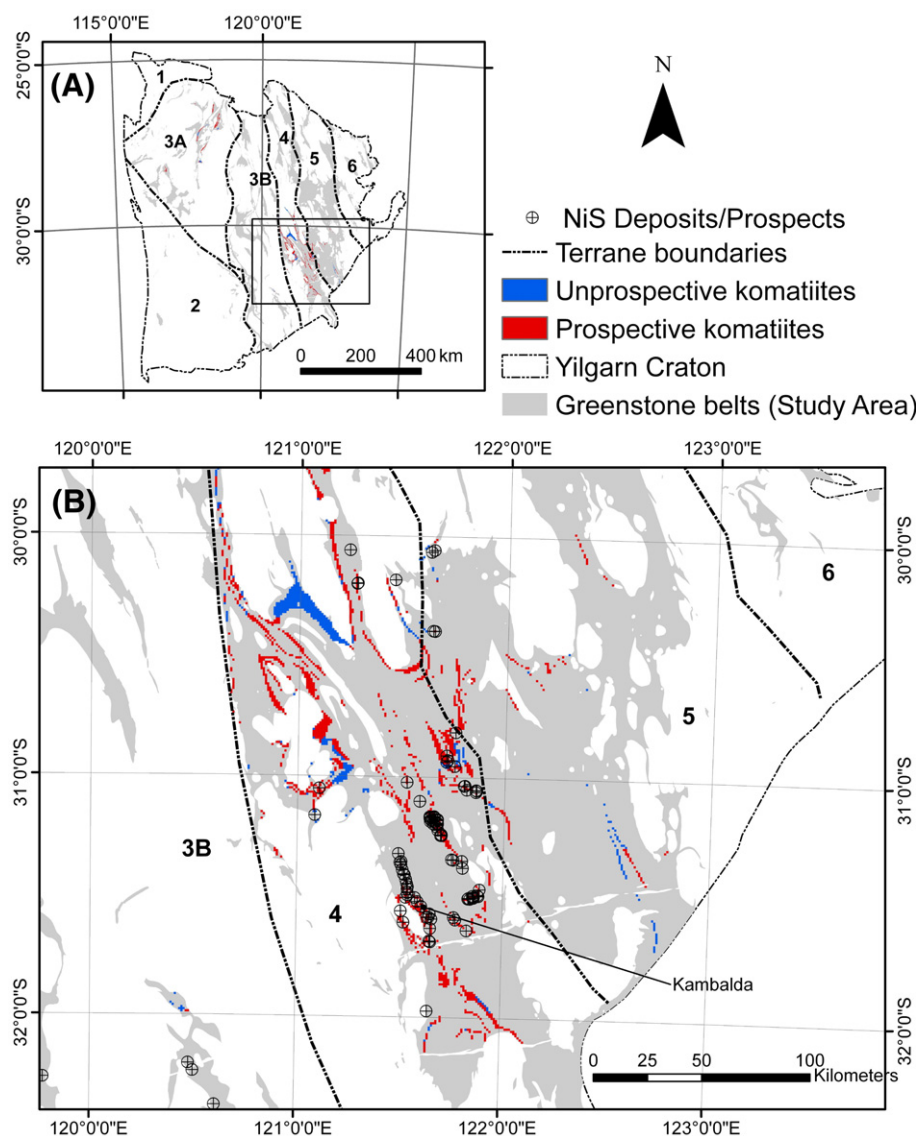 115°0'0"E 120°0'0"E
25°0'0"S
(A)
1
3A
4
5
6
3B
30°0'0"S
2
0 200 400 km
N
NiS Deposits/Prospects
Terrane boundaries
Unprospective komatiites
Prospective komatiites
Yilgarn Craton
Greenstone belts (Study Area)
120°0'0"E 121°0'0"E 122°0'0"E 123°0'0"E
(B)
30°0'0"S 30°0'0"S
6
5
31°0'0"S 31°0'0"S
3B
4
Kambalda
32°0'0"S 32°0'0"S
0 25 50 100
Kilometers
120°0'0"E 121°0'0"E 122°0'0"E 123°0'0"E